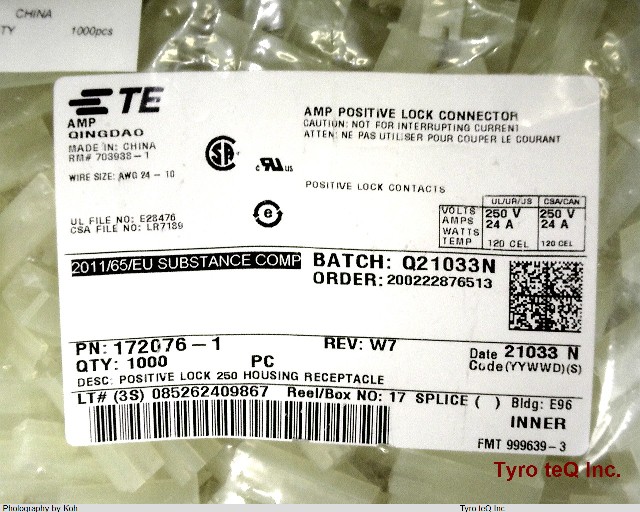 CHINA
TY 1000pcs
TE
AMP
QINGDAO
MADE IN: CHINA
RM# 703938-1
WIRE SIZE: AWG 24 - 10
UL FILE NO: E28476
CSA FILE NO: LR7189
AMP POSITIVE LOCK CONNECTOR
CAUTION: NOT FOR INTERRUPTING CURRENT
ATTEN: NE PAS UTILISER POUR COUPER LE COURANT
POSITIVE LOCK CONTACTS
UL/UR/US CSA/CAN
VOLTS 250 V 250 V
AMPS 24 A 24 A
WATTS
TEMP 120 CEL 120 CEL
2011/65/EU SUBSTANCE COMP
BATCH: Q21033N
ORDER: 200222876513
PN: 172076-1 REV: W7
QTY: 1000 PC
Date 21033 N
Code(YYWWD)(S)
DESC: POSITIVE LOCK 250 HOUSING RECEPTACLE
LT# (3S) 085262409867 Reel/Box NO: 17 SPLICE ( ) Bldg: E96
INNER
FMT 999639-3
Tyro teQ Inc.
Photography by Koh Tyro teQ Inc